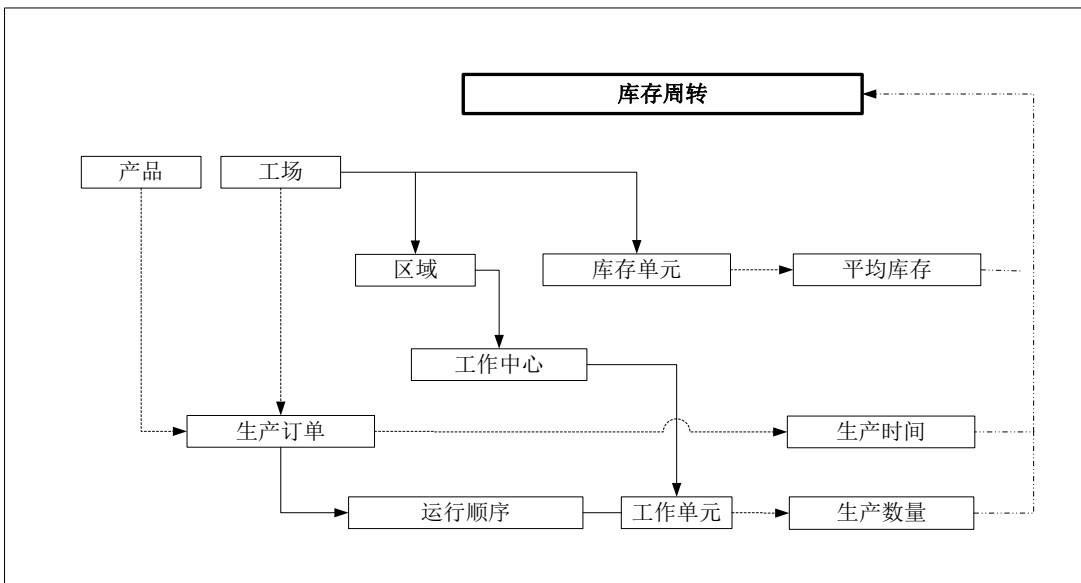 库存周转
产品
工场
区域
库存单元
平均库存
工作中心
生产订单
生产时间
运行顺序
工作单元
生产数量